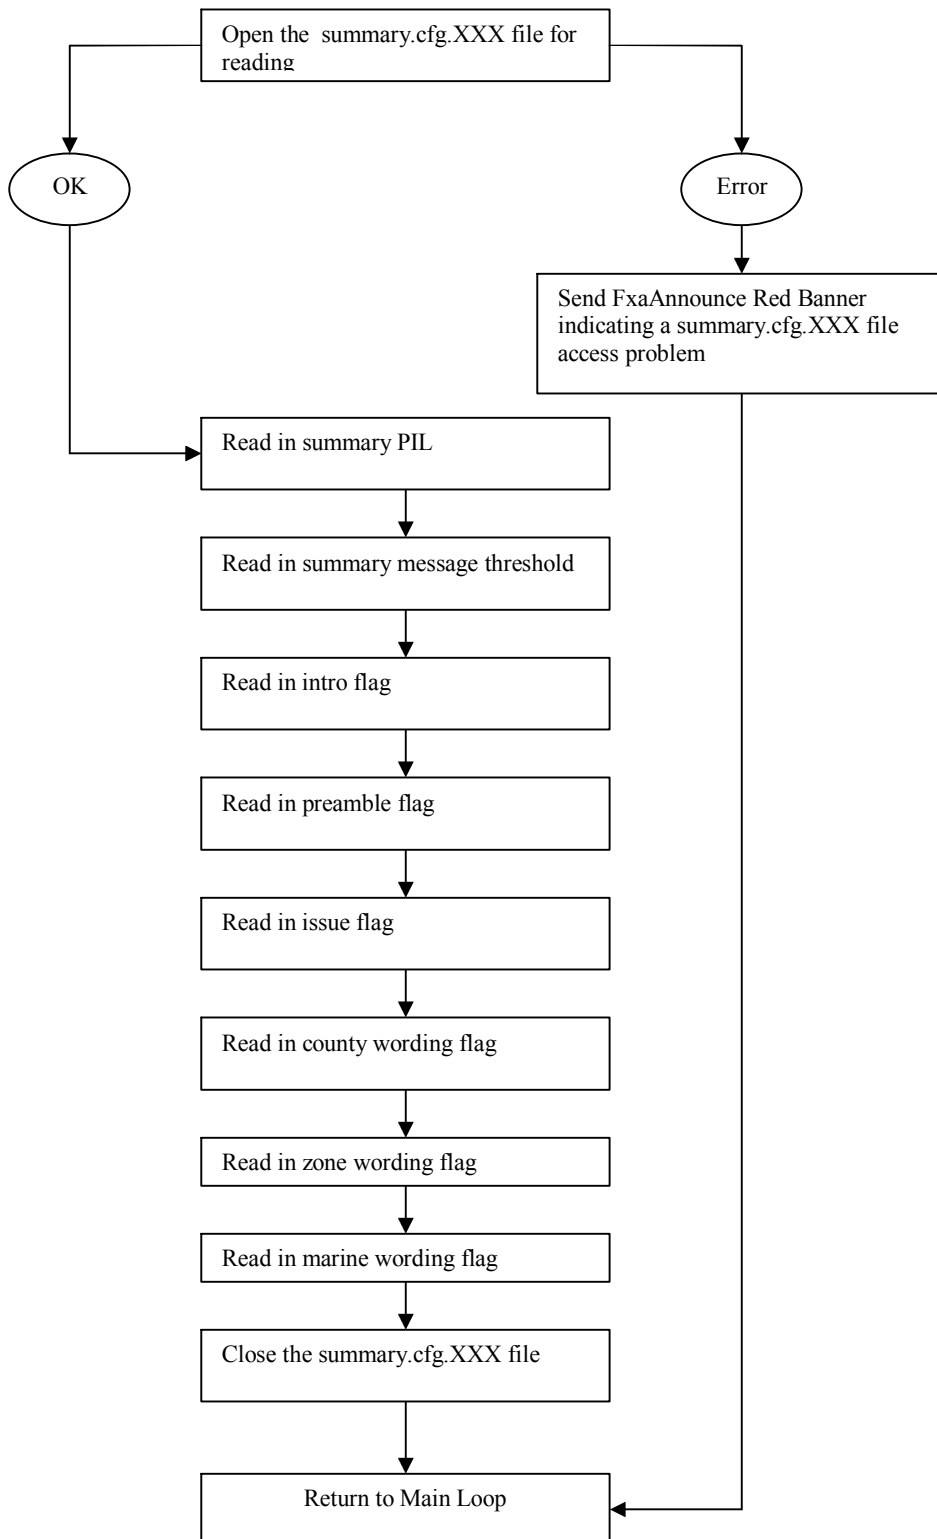 Open the  summary.cfg.XXX file for
reading
OK
Error
Send FxaAnnounce Red Banner
indicating a summary.cfg.XXX file
access problem
Read in summary PIL
Read in summary message threshold
Read in intro flag
Read in preamble flag
Read in issue flag
Read in county wording flag
Read in zone wording flag
Read in marine wording flag
Close the summary.cfg.XXX file
Return to Main Loop